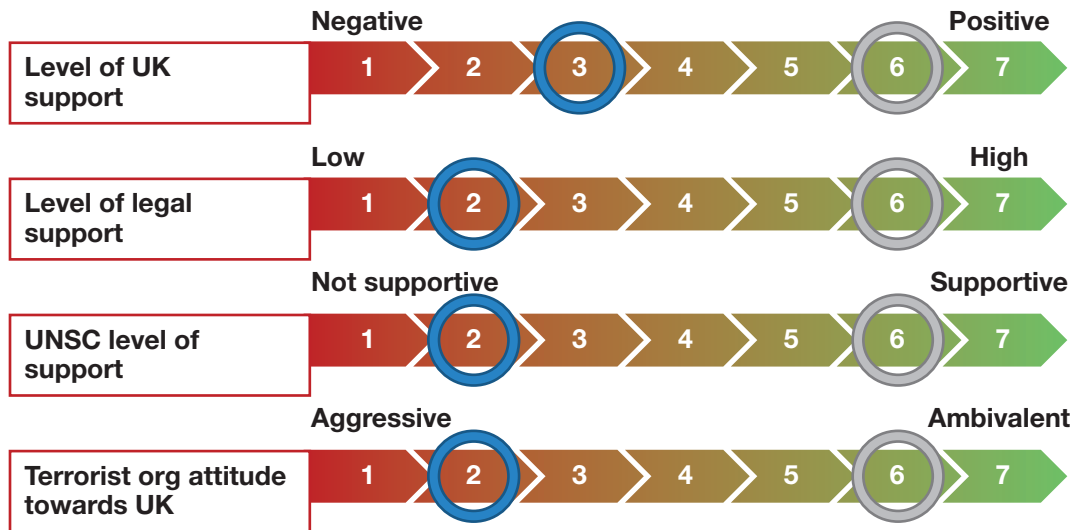 Negative Positive
Level of UK
support
1 2 3 4 5 6 7
Low High
Level of legal
support
1 2 3 4 5 6 7
Not supportive Supportive
UNSC level of
support
1 2 3 4 5 6 7
Aggressive Ambivalent
Terrorist org attitude
towards UK
1 2 3 4 5 6 7